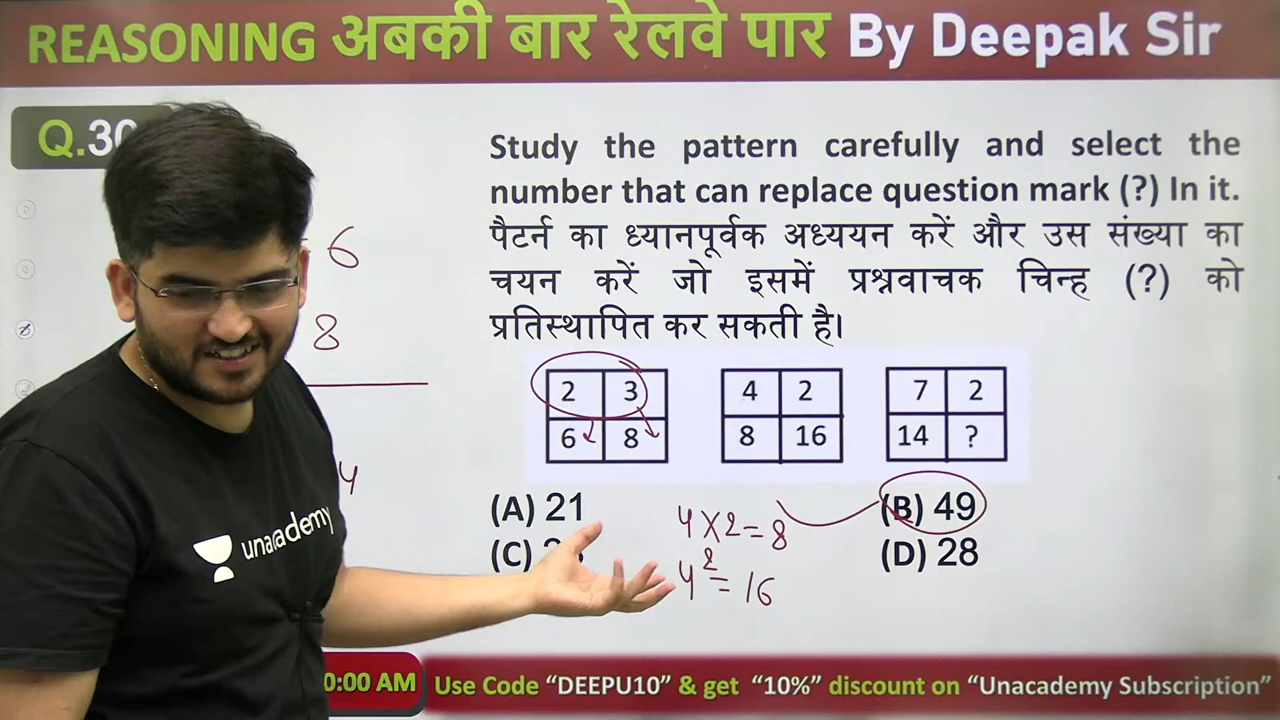 REASONING अबकी बार रेलवे पार By Deepak Sir
Q.30
Study the pattern carefully and select the
number that can replace question mark (?) In it.
पैटर्न का ध्यानपूर्वक अध्ययन करें और उस संख्या का
चयन करें जो इसमें प्रश्नवाचक चिन्ह (?) को
प्रतिस्थापित कर सकती है।
6
8
4
2 3
6 8
4 2
8 16
7 2
14 ?
(A) 21
(B) 49
(C)
(D) 28
4×2=8
4²=16
unacademy
0:00 AM
Use Code “DEEPU10” & get “10%” discount on “Unacademy Subscription”